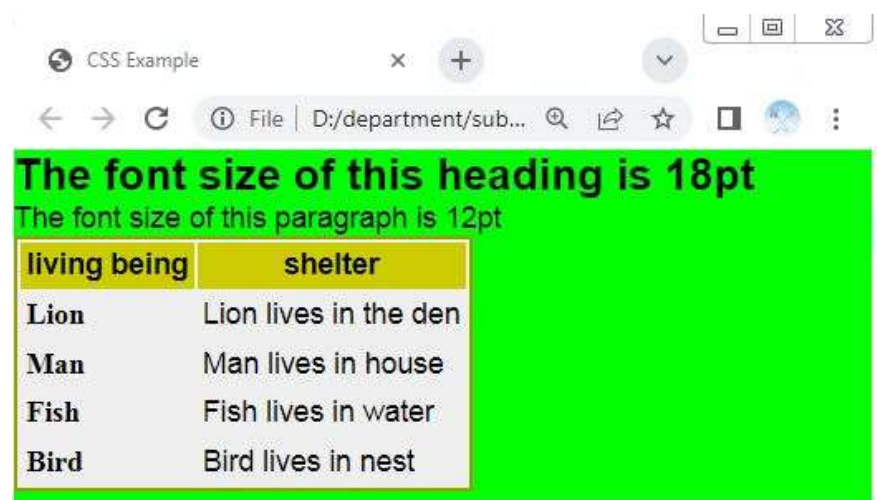 CSS Example
File | D:/department/sub...
The font size of this heading is 18pt
The font size of this paragraph is 12pt
living being shelter
Lion Lion lives in the den
Man Man lives in house
Fish Fish lives in water
Bird Bird lives in nest